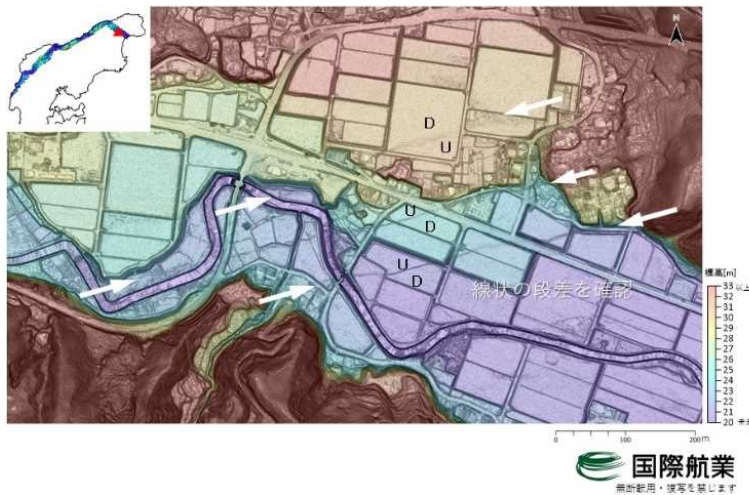 N
D
U
U
D
U
D
線状の段差を確認
標高[m]
33 以上
32
31
30
29
28
27
26
25
24
23
22
21
20 未満
0 100 200 m
国際航業
無断転用・複写を禁じます